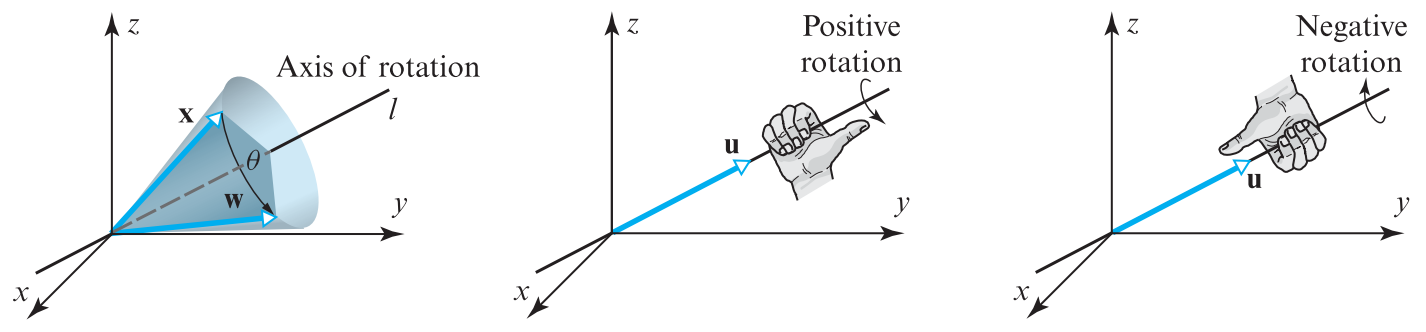 z
Axis of rotation
l
x
θ
w
y
x
z
Positive
rotation
u
y
x
z
Negative
rotation
u
y
x